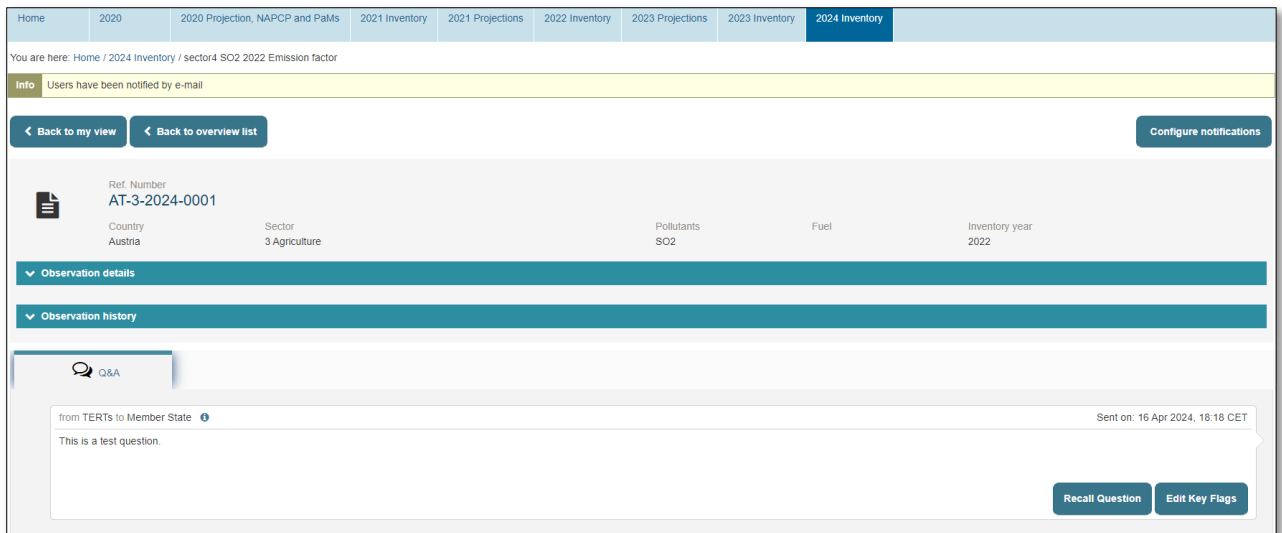 Home 2020 2020 Projection, NAPCP and PaMs 2021 Inventory 2021 Projections 2022 Inventory 2023 Projections 2023 Inventory 2024 Inventory
You are here: Home / 2024 Inventory / sector4 SO2 2022 Emission factor
Info Users have been notified by e-mail
Back to my view Back to overview list Configure notifications
Ref. Number
AT-3-2024-0001
Country Sector Pollutants Fuel Inventory year
Austria 3 Agriculture SO2 2022
Observation details
Observation history
Q&A
from TERTs to Member State Sent on: 16 Apr 2024, 18:18 CET
This is a test question.
Recall Question Edit Key Flags